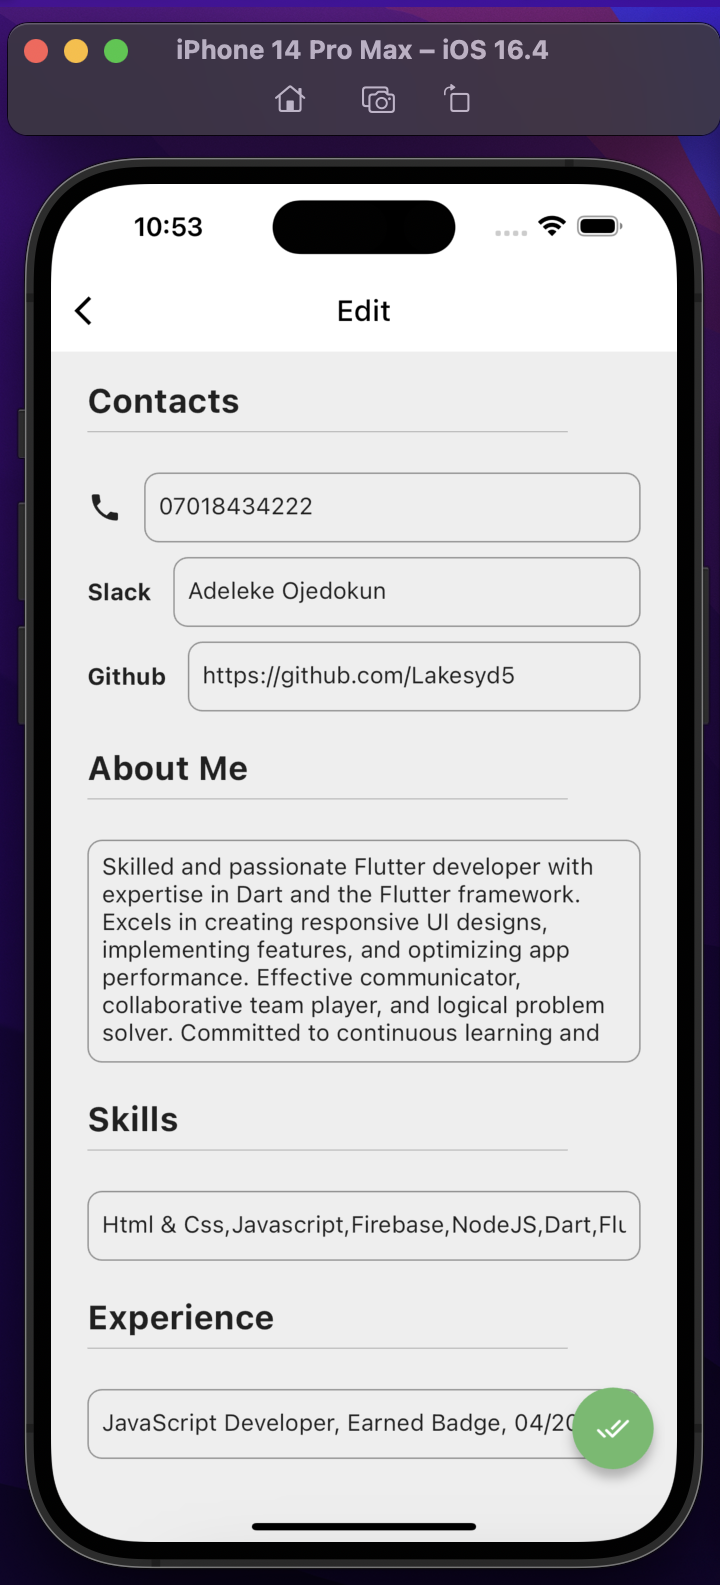 iPhone 14 Pro Max – iOS 16.4
10:53
Edit
Contacts
07018434222
Slack
Adeleke Ojedokun
Github
https://github.com/Lakesyd5
About Me
Skilled and passionate Flutter developer with
expertise in Dart and the Flutter framework.
Excels in creating responsive UI designs,
implementing features, and optimizing app
performance. Effective communicator,
collaborative team player, and logical problem
solver. Committed to continuous learning and
Skills
Html & Css,Javascript,Firebase,NodeJS,Dart,Flu
Experience
JavaScript Developer, Earned Badge, 04/20